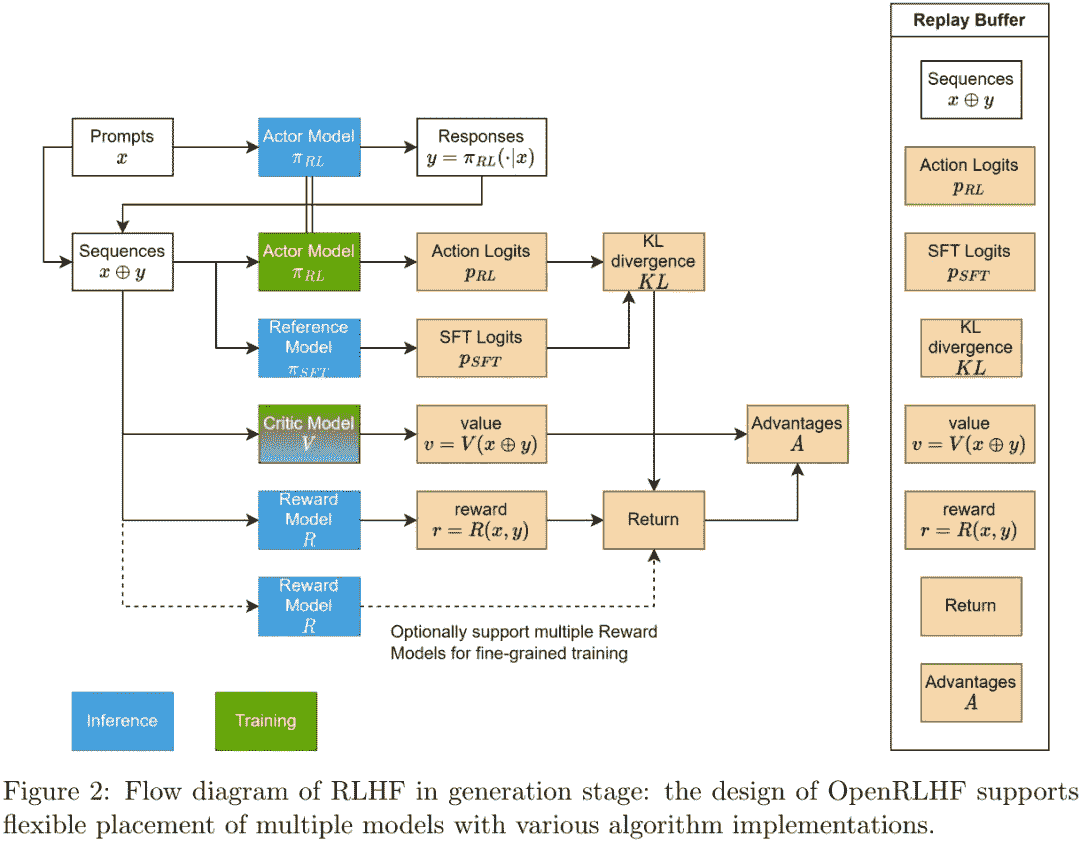 Prompts
x
Actor Model
π_RL
Responses
y = π_RL(·|x)
Sequences
x ⊕ y
Actor Model
π_RL
Action Logits
p_RL
KL
divergence
KL
Reference
Model
π_SFT
SFT Logits
p_SFT
Critic Model
V
value
v = V(x ⊕ y)
Advantages
A
Reward
Model
R
reward
r = R(x, y)
Return
Reward
Model
R
Optionally support multiple Reward
Models for fine-grained training
Inference
Training
Replay Buffer
Sequences
x ⊕ y
Action Logits
p_RL
SFT Logits
p_SFT
KL
divergence
KL
value
v = V(x ⊕ y)
reward
r = R(x, y)
Return
Advantages
A
Figure 2: Flow diagram of RLHF in generation stage: the design of OpenRLHF supports
flexible placement of multiple models with various algorithm implementations.